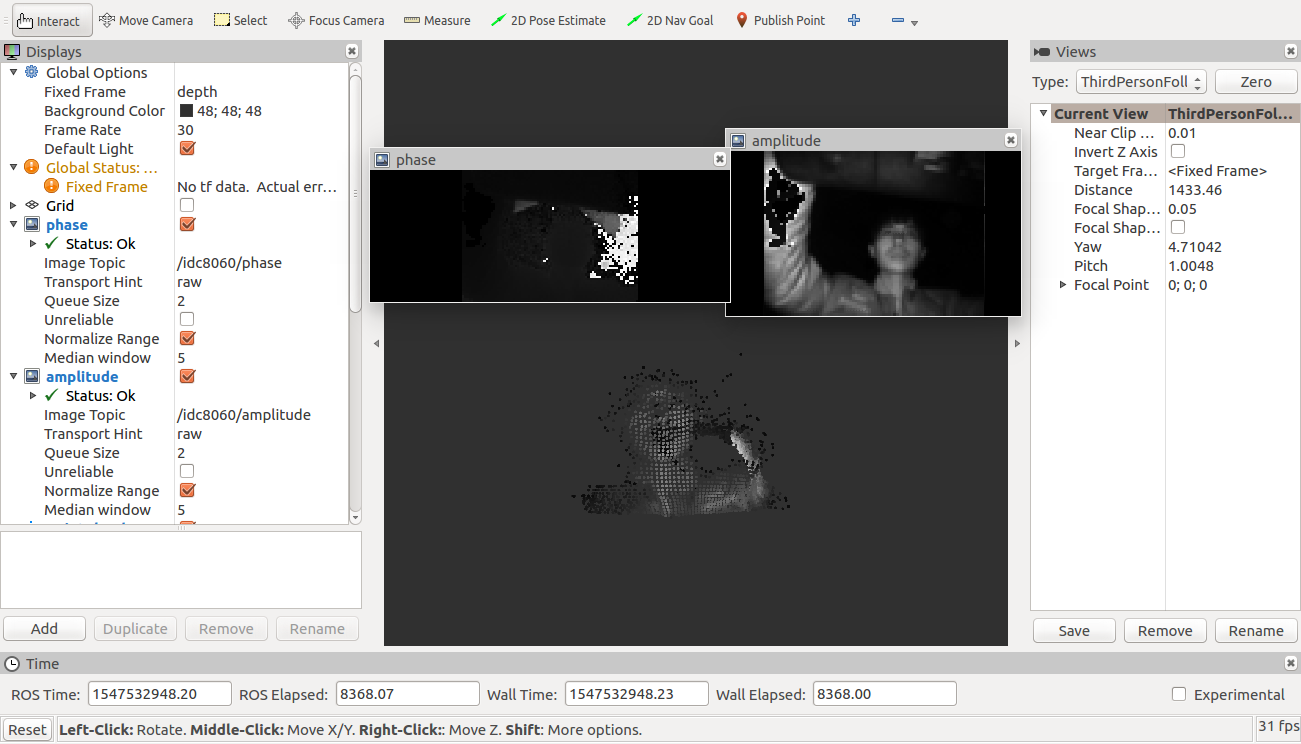 Interact Move Camera Select Focus Camera Measure 2D Pose Estimate 2D Nav Goal Publish Point
Displays
Global Options
Fixed Frame depth
Background Color 48; 48; 48
Frame Rate 30
Default Light
Global Status: ...
Fixed Frame No tf data. Actual err...
Grid
phase
Status: Ok
Image Topic /idc8060/phase
Transport Hint raw
Queue Size 2
Unreliable
Normalize Range
Median window 5
amplitude
Status: Ok
Image Topic /idc8060/amplitude
Transport Hint raw
Queue Size 2
Unreliable
Normalize Range
Median window 5
Add Duplicate Remove Rename
phase
amplitude
Views
Type: ThirdPersonFoll Zero
Current View ThirdPersonFol...
Near Clip ... 0.01
Invert Z Axis
Target Fra... <Fixed Frame>
Distance 1433.46
Focal Shap... 0.05
Focal Shap...
Yaw 4.71042
Pitch 1.0048
Focal Point 0; 0; 0
Save Remove Rename
Time
ROS Time: 1547532948.20 ROS Elapsed: 8368.07 Wall Time: 1547532948.23 Wall Elapsed: 8368.00 Experimental
Reset Left-Click: Rotate. Middle-Click: Move X/Y. Right-Click:: Move Z. Shift: More options. 31 fps